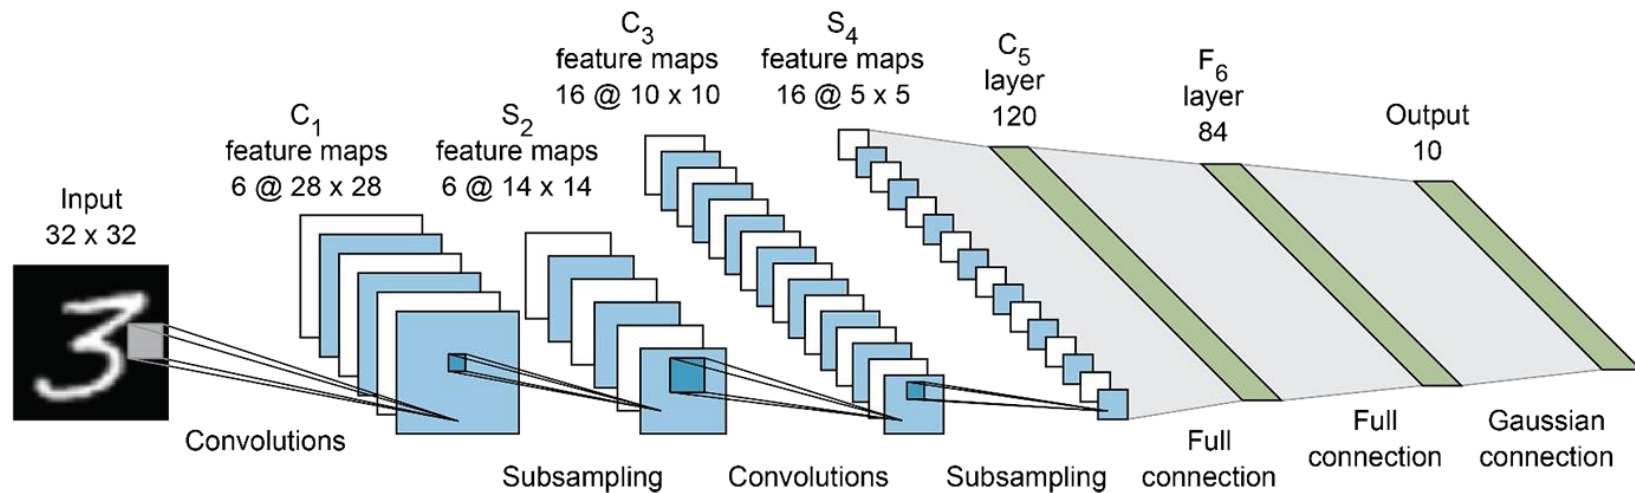 Input
32 x 32
C1
feature maps
6 @ 28 x 28
S2
feature maps
6 @ 14 x 14
C3
feature maps
16 @ 10 x 10
S4
feature maps
16 @ 5 x 5
C5
layer
120
F6
layer
84
Output
10
3
Convolutions
Subsampling
Convolutions
Subsampling
Full
connection
Full
connection
Gaussian
connection